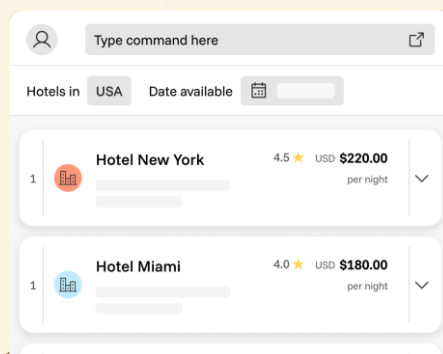 Type command here
Hotels in USA Date available
Hotel New York 4.5 USD $220.00
1 per night
Hotel Miami 4.0 USD $180.00
1 per night